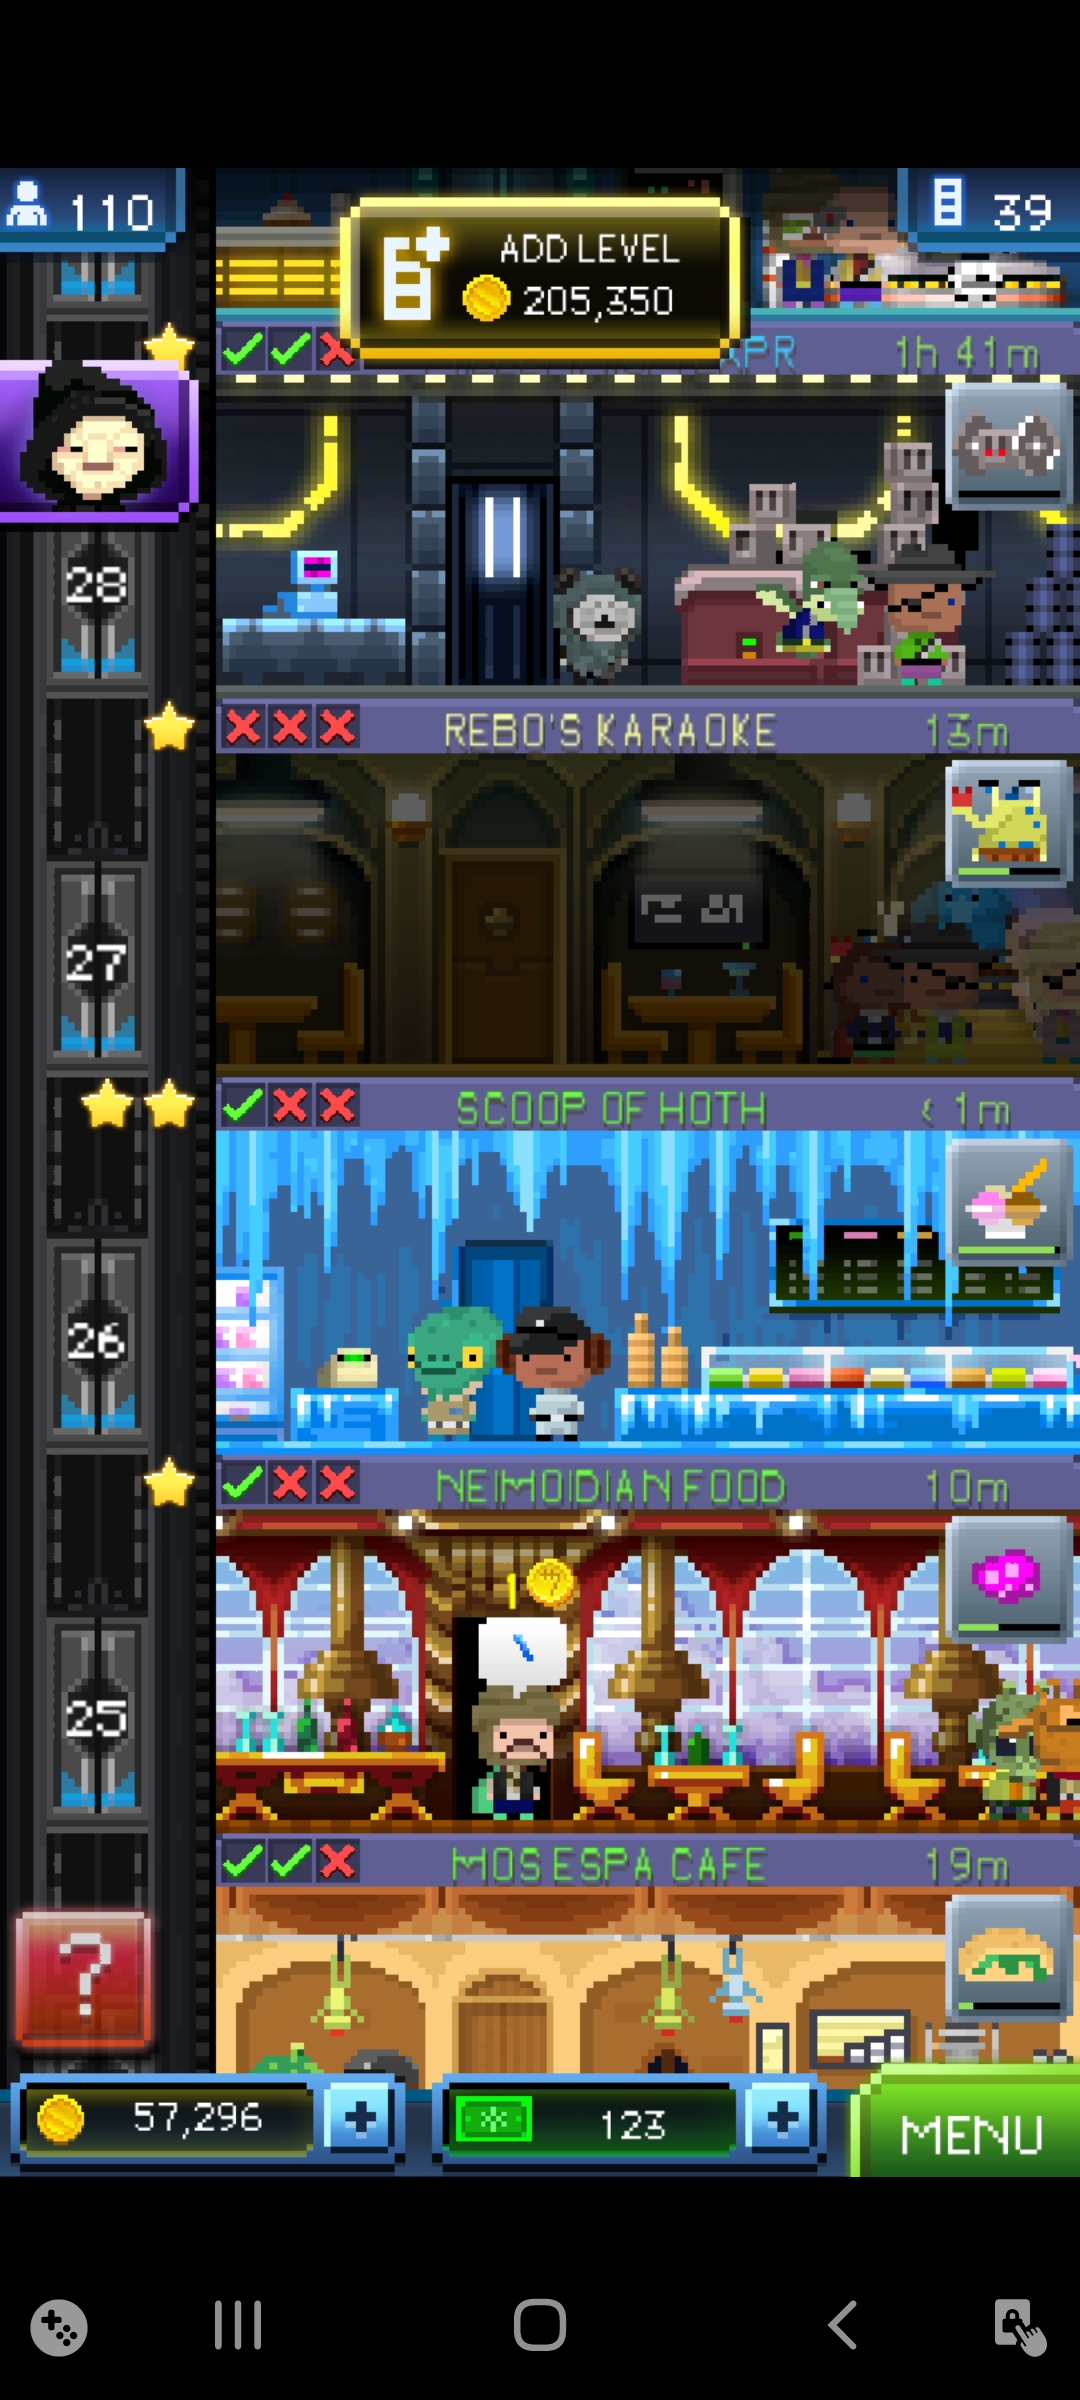 110
39
ADD LEVEL
205,350
1h 41m
28
REBO'S KARAOKE
13m
27
SCOOP OF HOTH
< 1m
26
NEIMOIDIAN FOOD
10m
1
25
MOS ESPA CAFE
19m
?
57,296
+
123
+
MENU